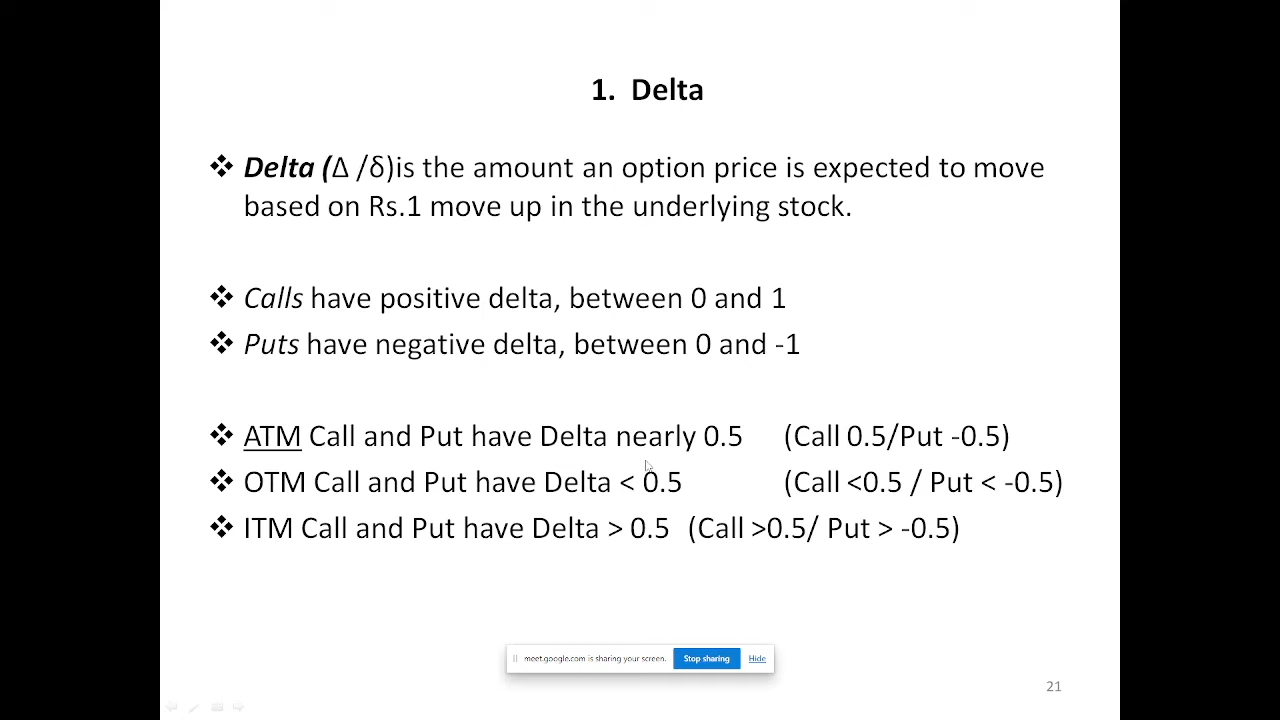 1. Delta
❖ Delta (Δ /δ)is the amount an option price is expected to move
based on Rs.1 move up in the underlying stock.
❖ Calls have positive delta, between 0 and 1
❖ Puts have negative delta, between 0 and -1
❖ ATM Call and Put have Delta nearly 0.5 (Call 0.5/Put -0.5)
❖ OTM Call and Put have Delta < 0.5 (Call <0.5 / Put < -0.5)
❖ ITM Call and Put have Delta > 0.5 (Call >0.5/ Put > -0.5)
meet.google.com is sharing your screen. Stop sharing Hide
21